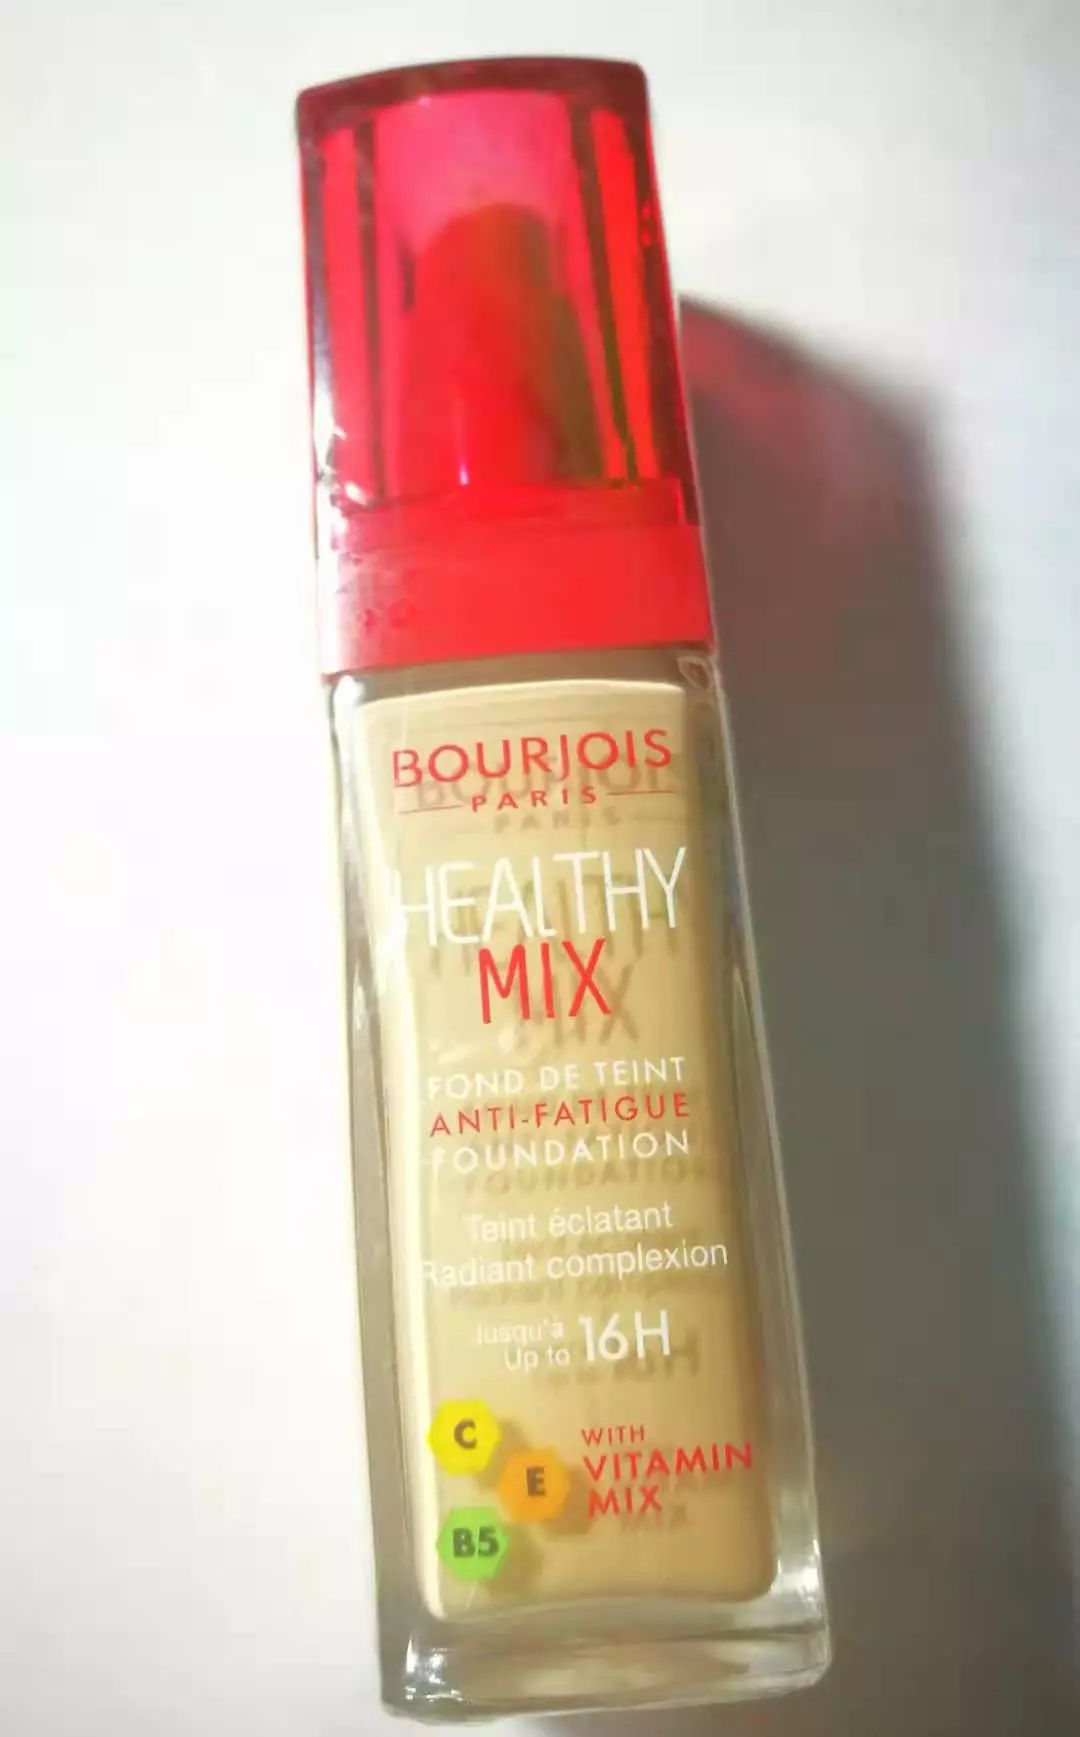 BOURJOIS
PARIS
HEALTHY
MIX
FOND DE TEINT
ANTI-FATIGUE
FOUNDATION
Teint éclatant
Radiant complexion
Jusqu'à
Up to 16H
C
E
B5
WITH
VITAMIN
MIX